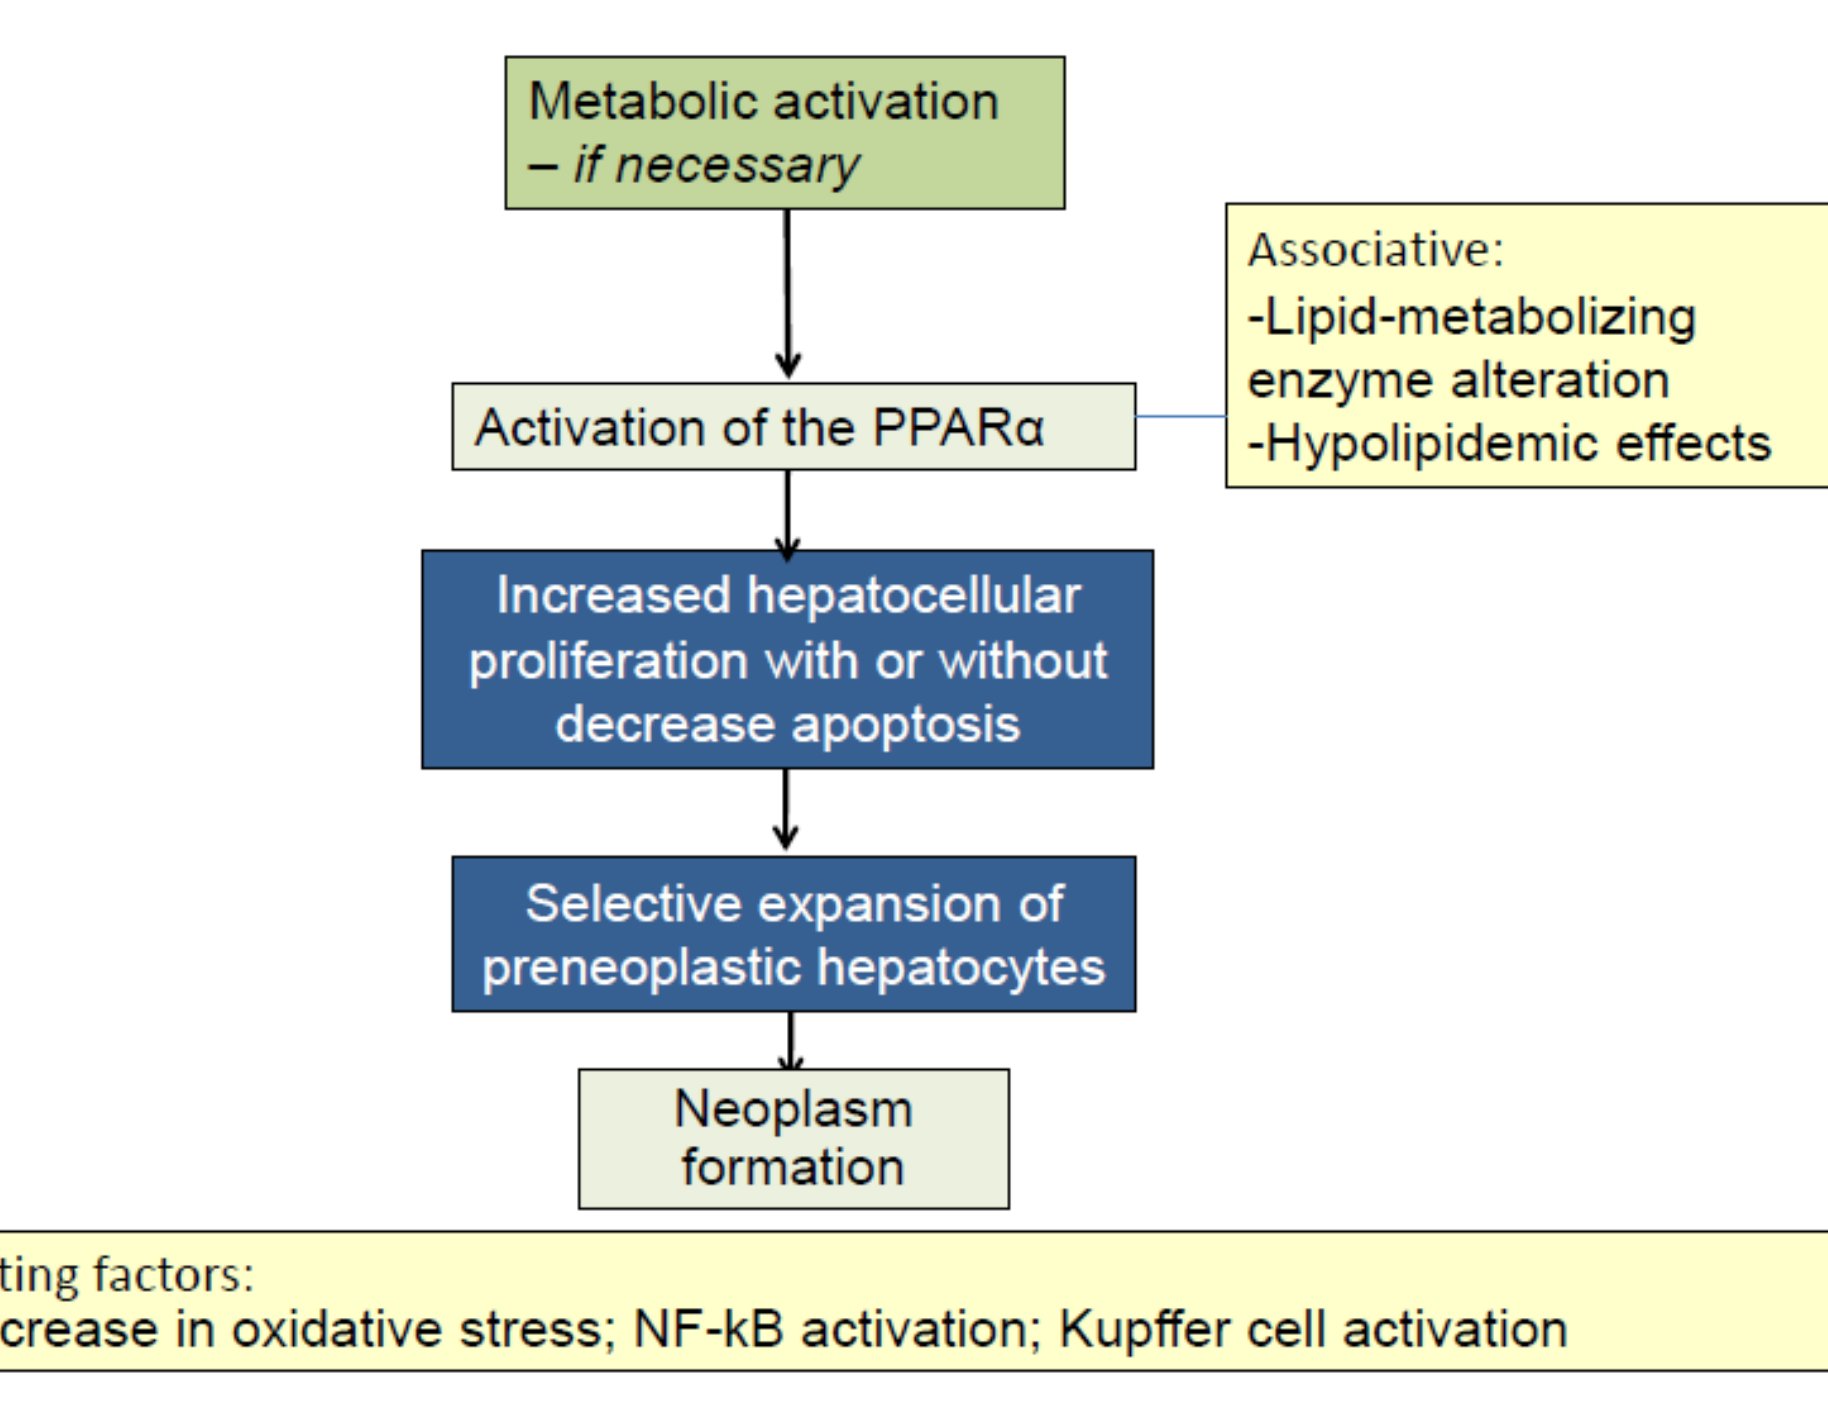 Metabolic activation
– if necessary
Associative:
-Lipid-metabolizing
enzyme alteration
-Hypolipidemic effects
Activation of the PPARα
Increased hepatocellular
proliferation with or without
decrease apoptosis
Selective expansion of
preneoplastic hepatocytes
Neoplasm
formation
ting factors:
crease in oxidative stress; NF-kB activation; Kupffer cell activation